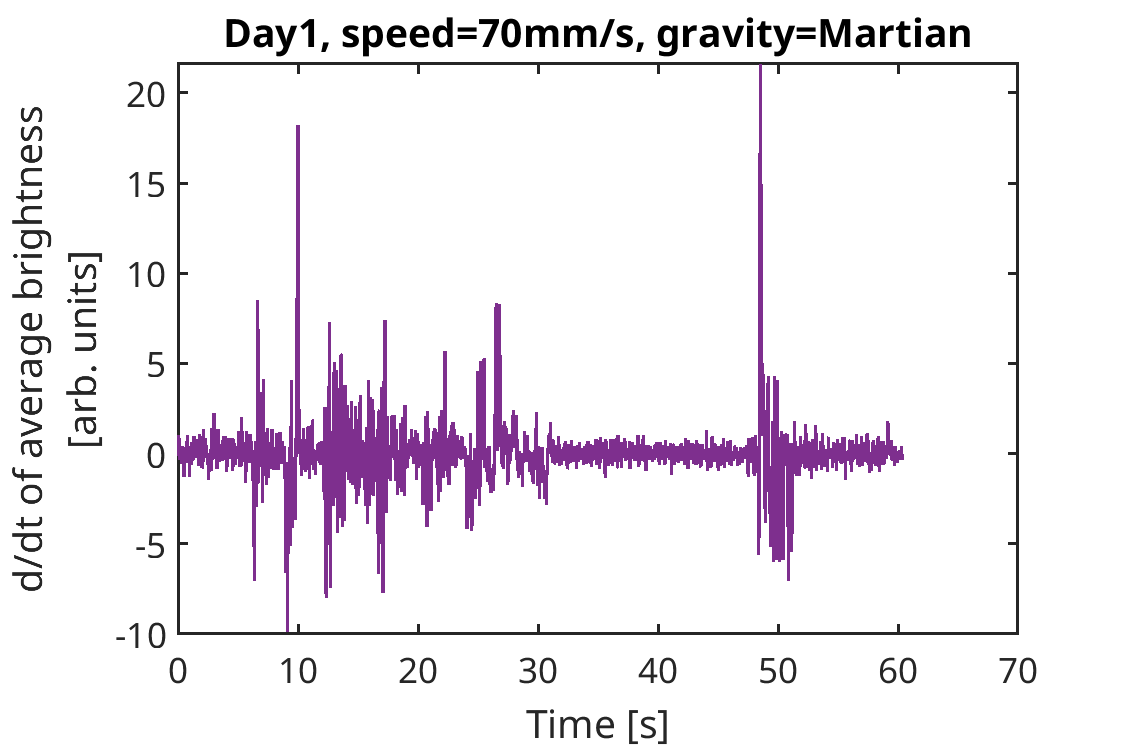 Day1, speed=70mm/s, gravity=Martian
d/dt of average brightness
[arb. units]
20
15
10
5
0
-5
-10
0 10 20 30 40 50 60 70
Time [s]